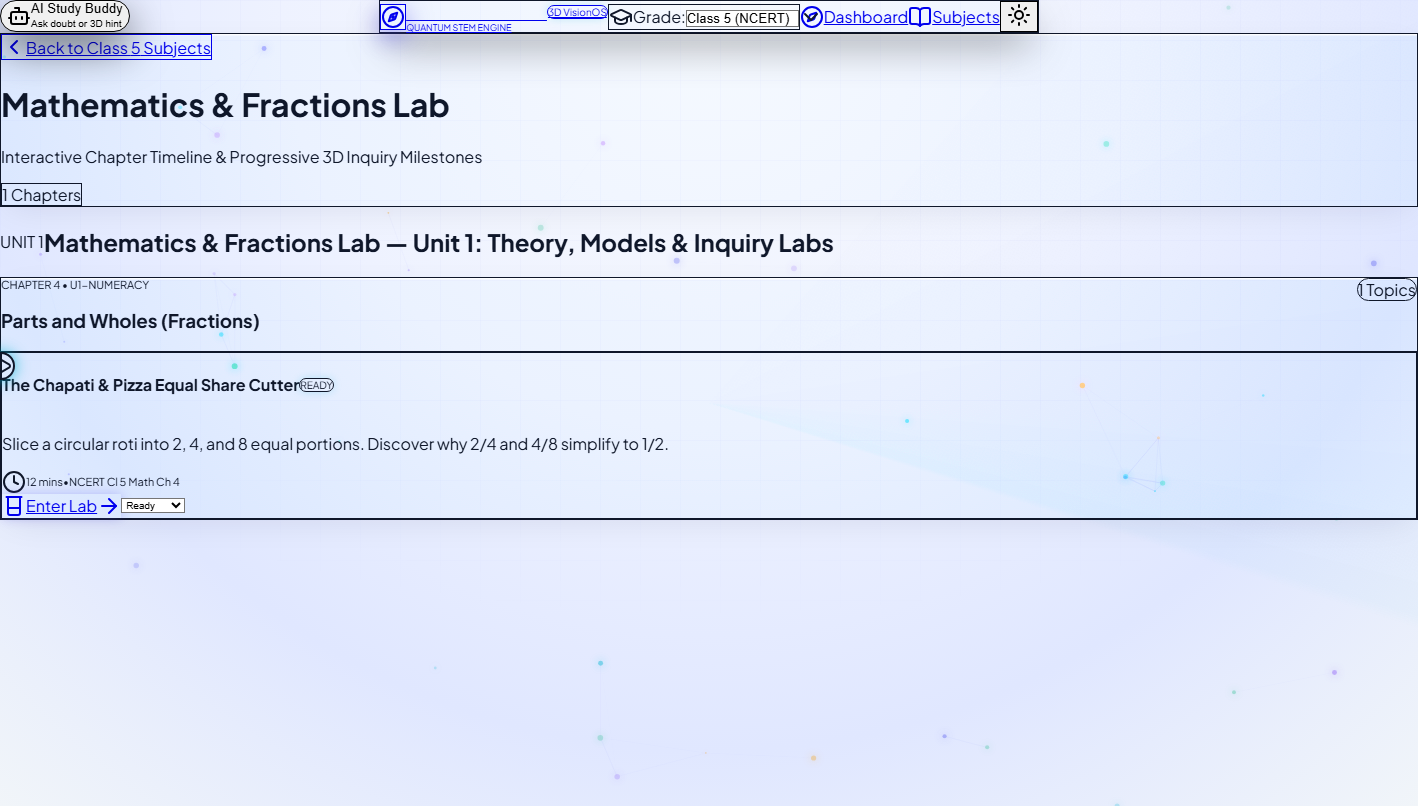 AI Study Buddy
Ask doubt or 3D hint
3D VisionOS
QUANTUM STEM ENGINE
Grade: Class 5 (NCERT)
Dashboard
Subjects
Back to Class 5 Subjects
Mathematics & Fractions Lab
Interactive Chapter Timeline & Progressive 3D Inquiry Milestones
1 Chapters
UNIT 1 Mathematics & Fractions Lab — Unit 1: Theory, Models & Inquiry Labs
CHAPTER 4 • U1-NUMERACY
1 Topics
Parts and Wholes (Fractions)
The Chapati & Pizza Equal Share Cutter READY
Slice a circular roti into 2, 4, and 8 equal portions. Discover why 2/4 and 4/8 simplify to 1/2.
12 mins • NCERT Cl 5 Math Ch 4
Enter Lab
Ready